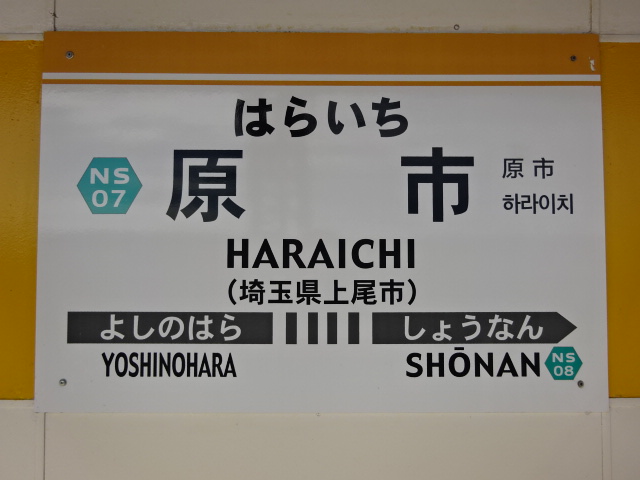 はらいち
NS
07
原市
原市
하라이치
HARAICHI
(埼玉県上尾市)
よしのはら
しょうなん
YOSHINOHARA
SHŌNAN
NS
08